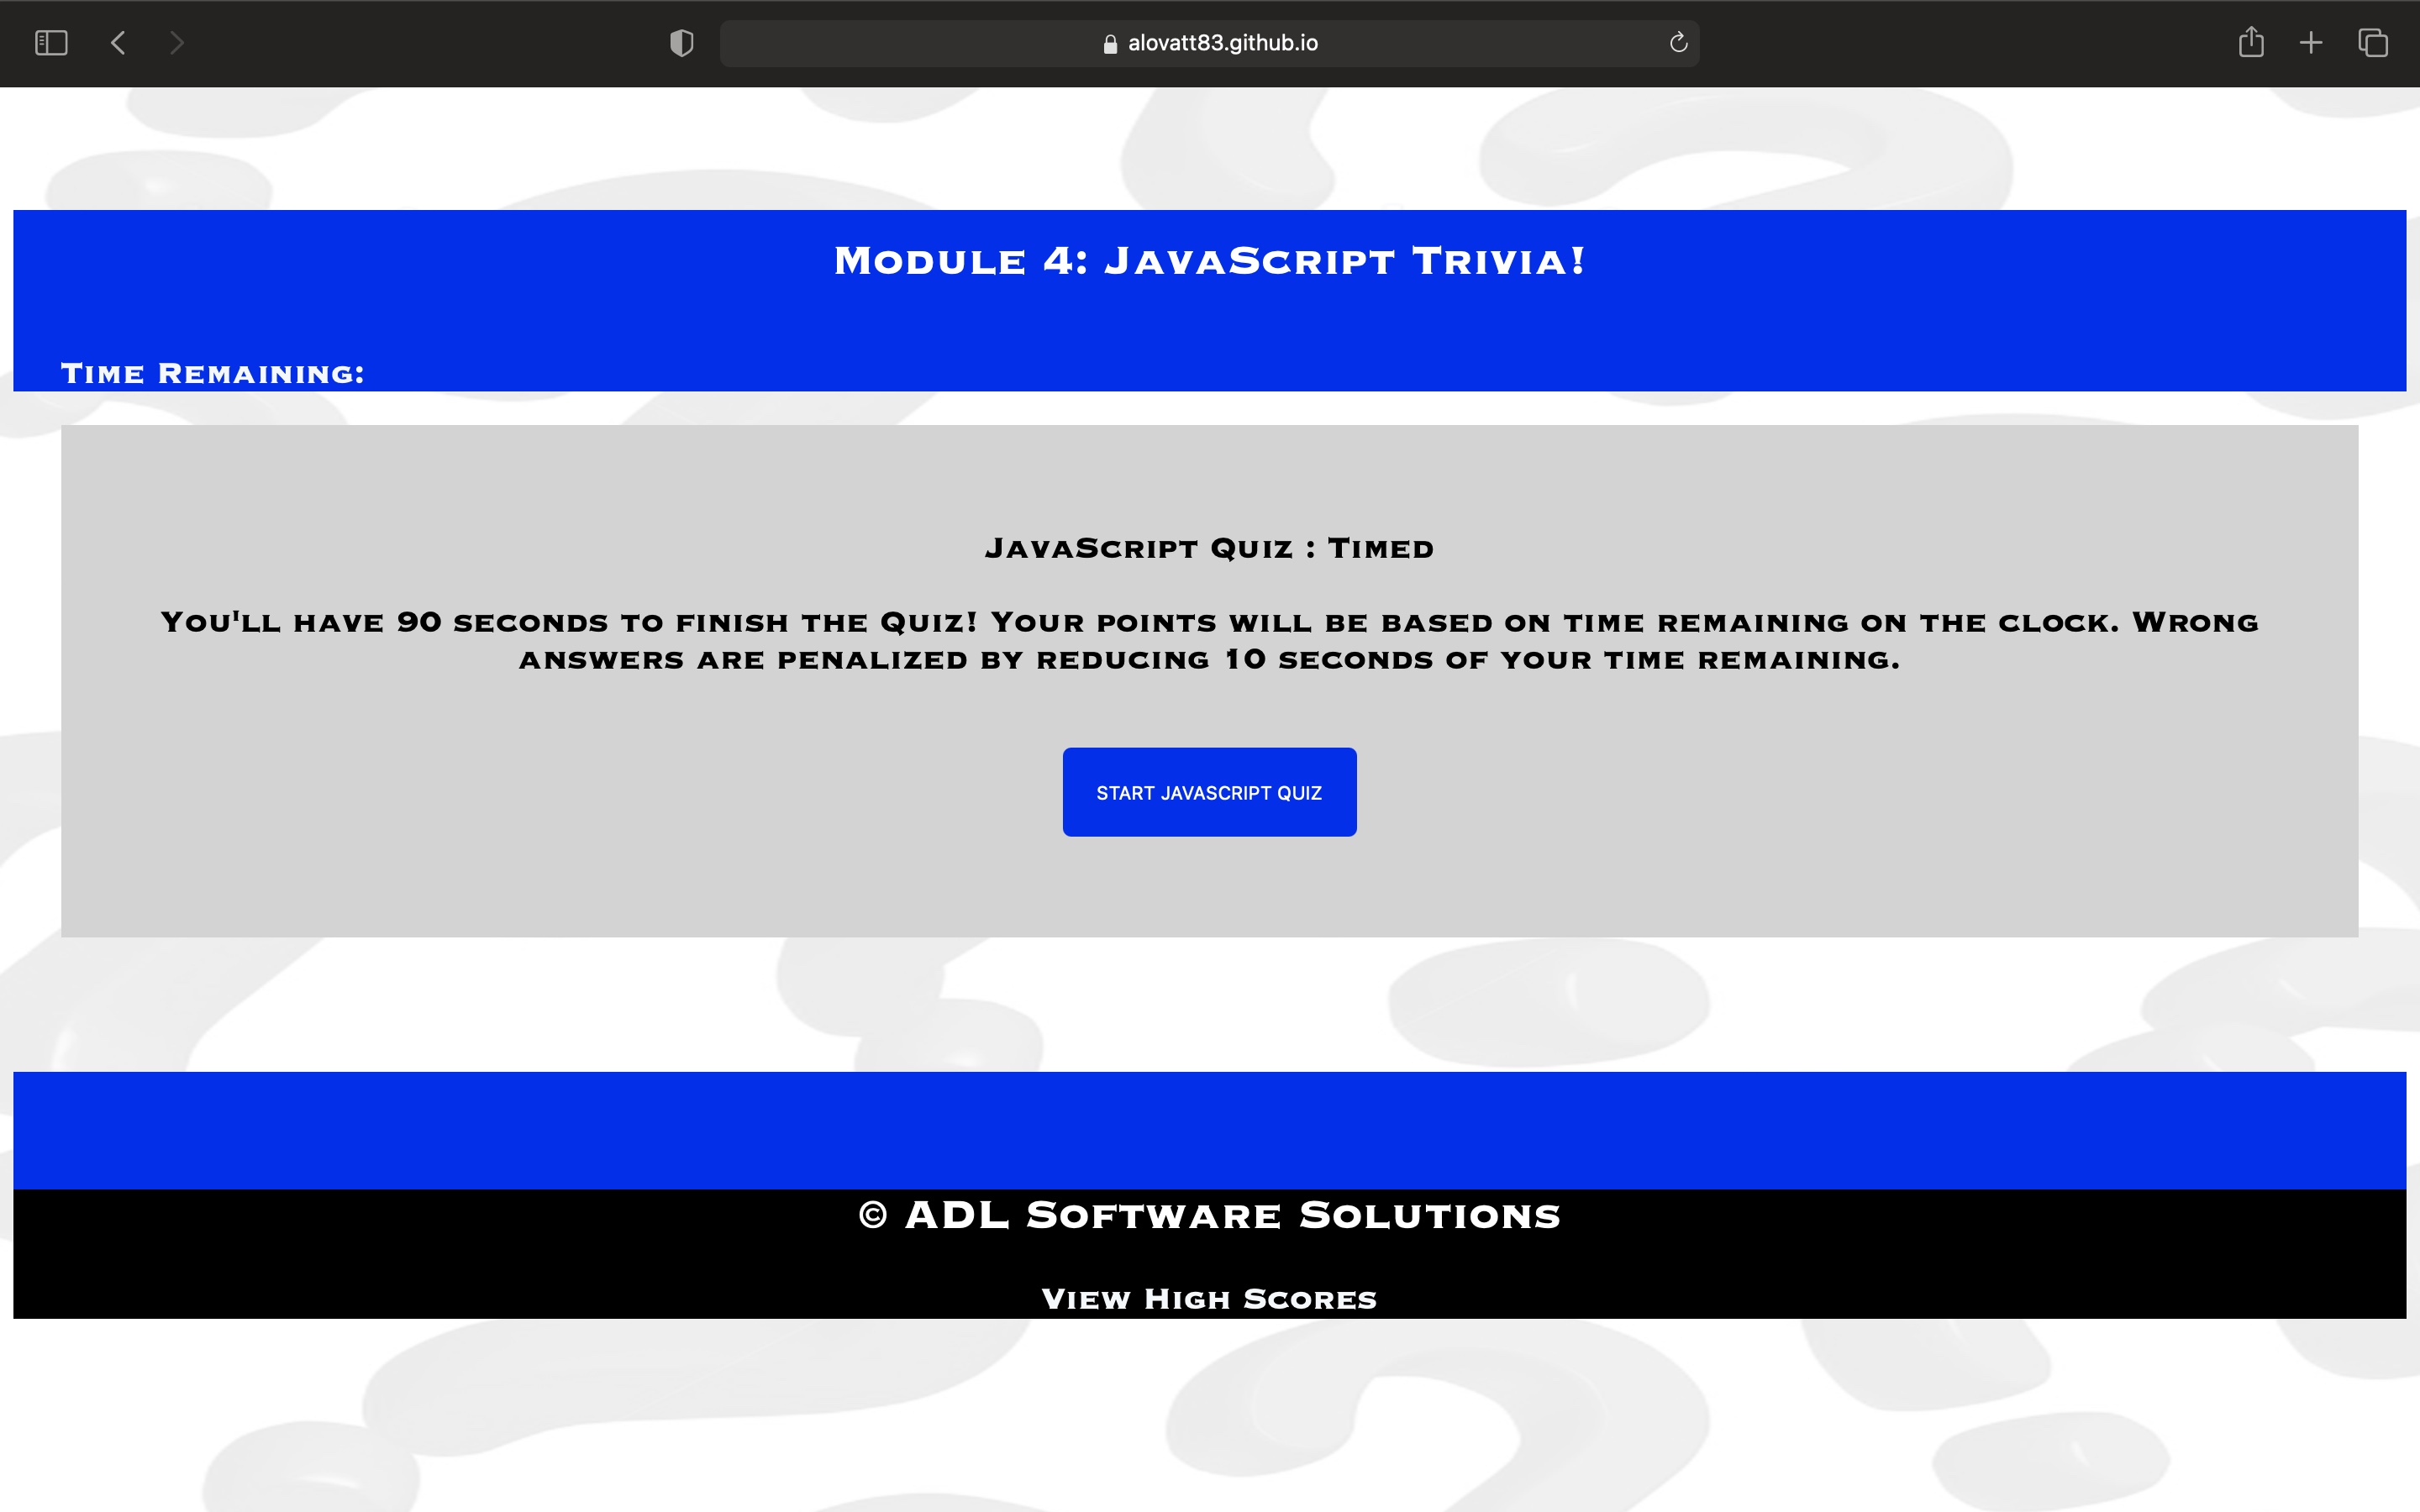 alovatt83.github.io
Module 4: JavaScript Trivia!
Time Remaining:
JavaScript Quiz : Timed
You'll have 90 seconds to finish the Quiz! Your points will be based on time remaining on the clock. Wrong
answers are penalized by reducing 10 seconds of your time remaining.
START JAVASCRIPT QUIZ
© ADL Software Solutions
View High Scores